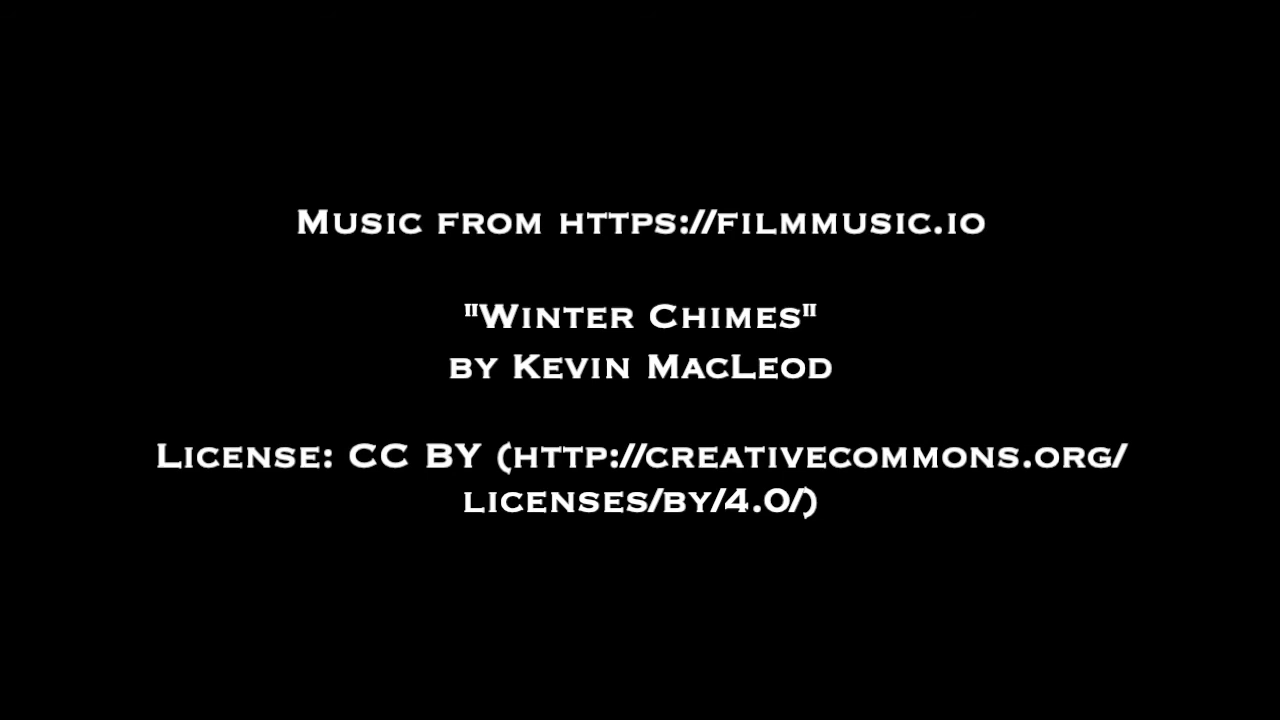 Music from https://filmmusic.io
"Winter Chimes"
by Kevin MacLeod
License: CC BY (http://creativecommons.org/
licenses/by/4.0/)